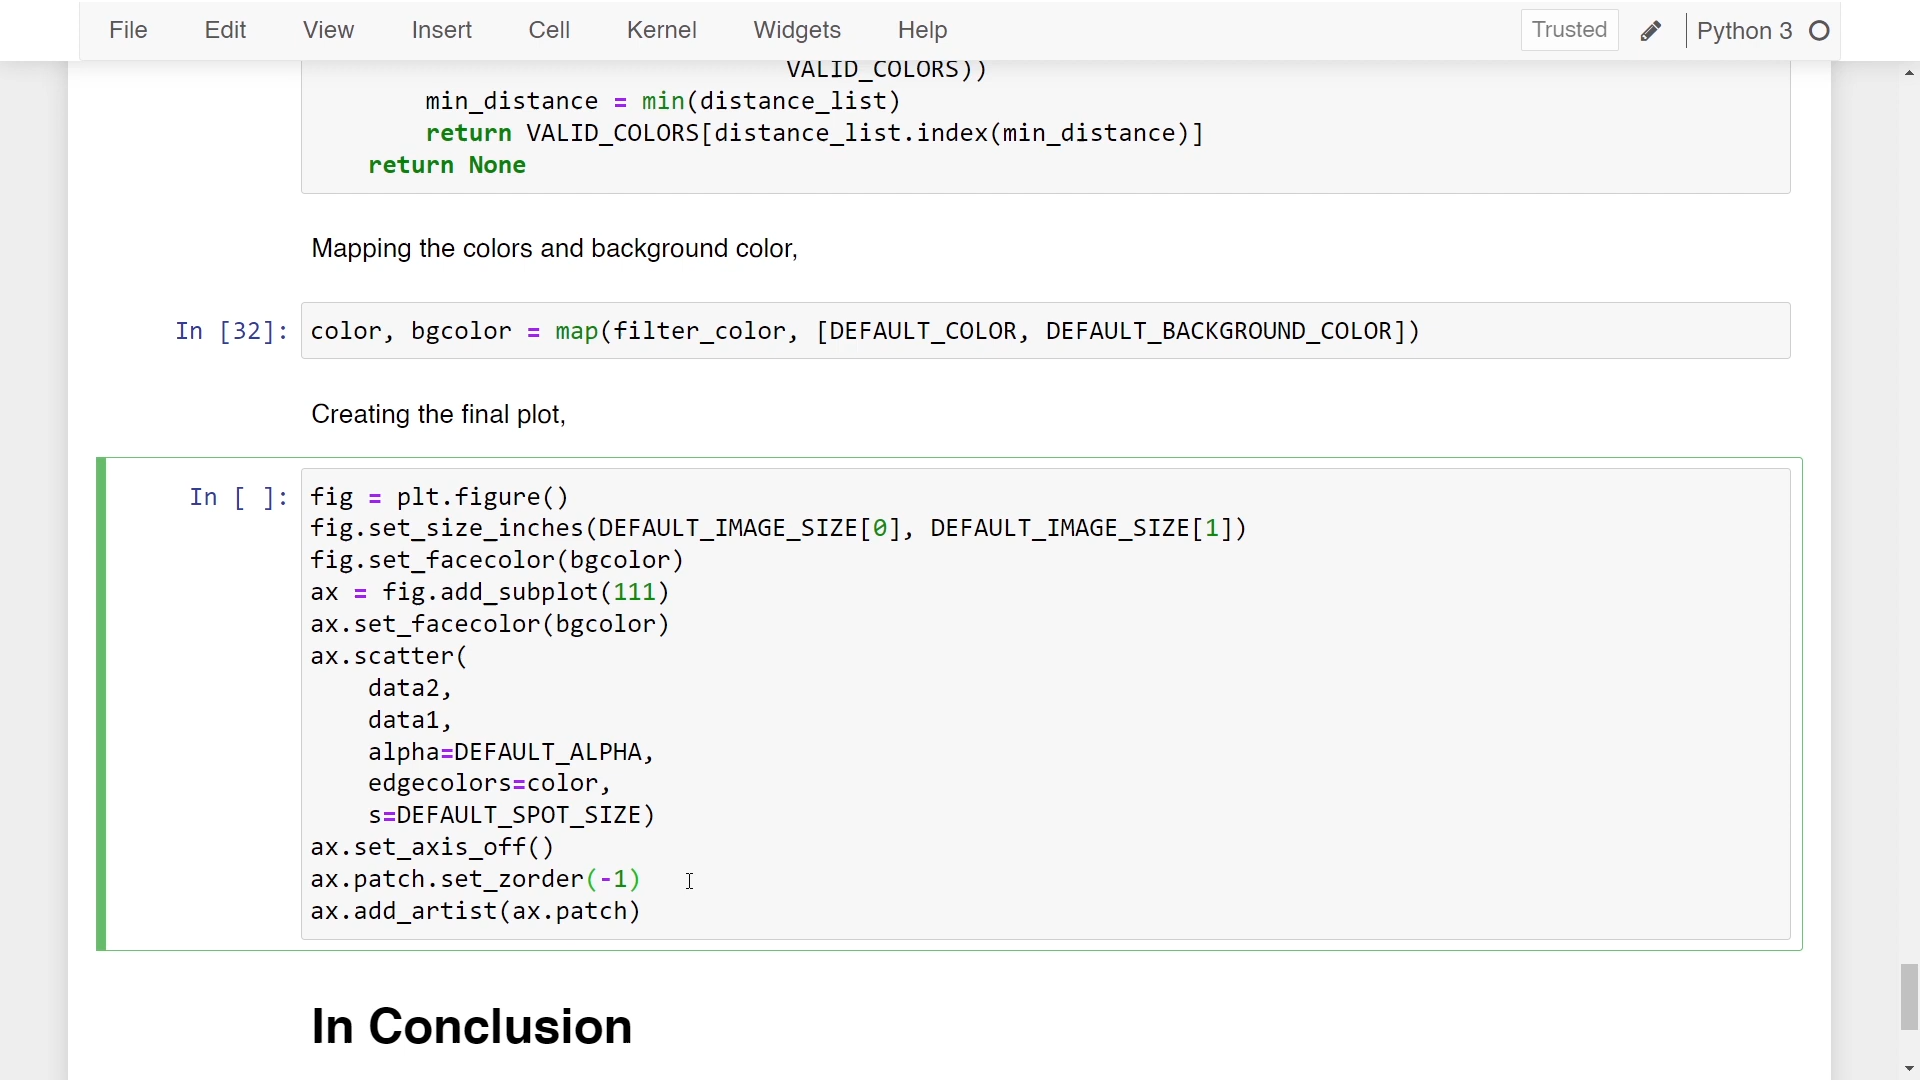 File Edit View Insert Cell Kernel Widgets Help Trusted Python 3
VALID_COLORS))
min_distance = min(distance_list)
return VALID_COLORS[distance_list.index(min_distance)]
return None
Mapping the colors and background color,
In [32]: color, bgcolor = map(filter_color, [DEFAULT_COLOR, DEFAULT_BACKGROUND_COLOR])
Creating the final plot,
In [ ]: fig = plt.figure()
fig.set_size_inches(DEFAULT_IMAGE_SIZE[0], DEFAULT_IMAGE_SIZE[1])
fig.set_facecolor(bgcolor)
ax = fig.add_subplot(111)
ax.set_facecolor(bgcolor)
ax.scatter(
data2,
data1,
alpha=DEFAULT_ALPHA,
edgecolors=color,
s=DEFAULT_SPOT_SIZE)
ax.set_axis_off()
ax.patch.set_zorder(-1)
ax.add_artist(ax.patch)
In Conclusion